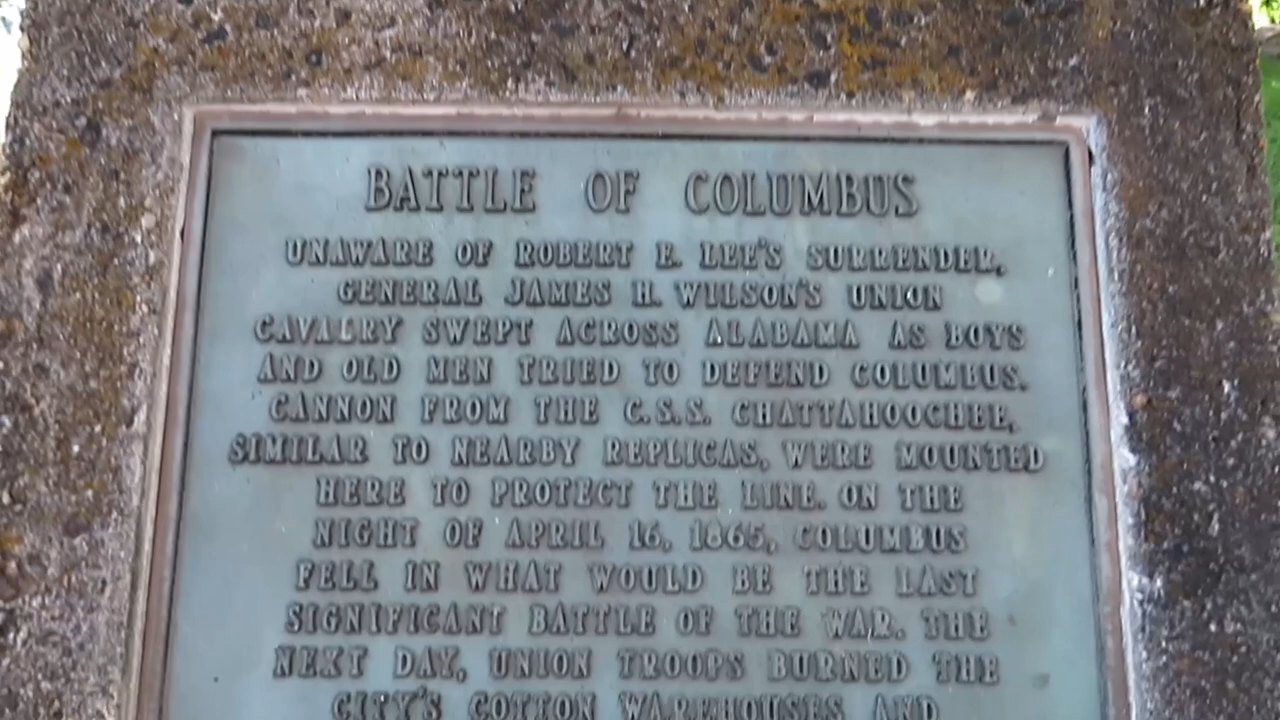 BATTLE OF COLUMBUS
UNAWARE OF ROBERT E. LEE'S SURRENDER,
GENERAL JAMES H. WILSON'S UNION
CAVALRY SWEPT ACROSS ALABAMA AS BOYS
AND OLD MEN TRIED TO DEFEND COLUMBUS.
CANNON FROM THE C.S.S. CHATTAHOOCHEE,
SIMILAR TO NEARBY REPLICAS, WERE MOUNTED
HERE TO PROTECT THE LINE. ON THE
NIGHT OF APRIL 16, 1865, COLUMBUS
FELL IN WHAT WOULD BE THE LAST
SIGNIFICANT BATTLE OF THE WAR. THE
NEXT DAY, UNION TROOPS BURNED THE
CITY'S COTTON WAREHOUSES AND